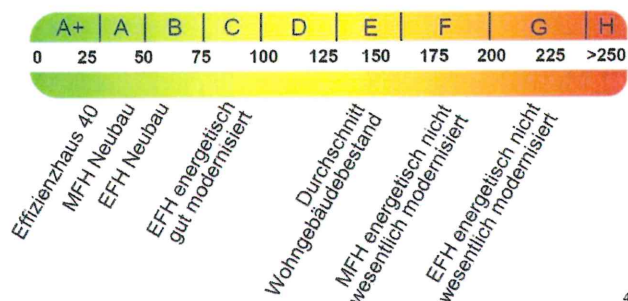 A+ A B C D E F G H
0 25 50 75 100 125 150 175 200 225 >250
Effizienzhaus 40
MFH Neubau
EFH Neubau
EFH energetisch
gut modernisiert
Durchschnitt
Wohngebäudebestand
MFH energetisch nicht
wesentlich modernisiert
EFH energetisch nicht
wesentlich modernisiert